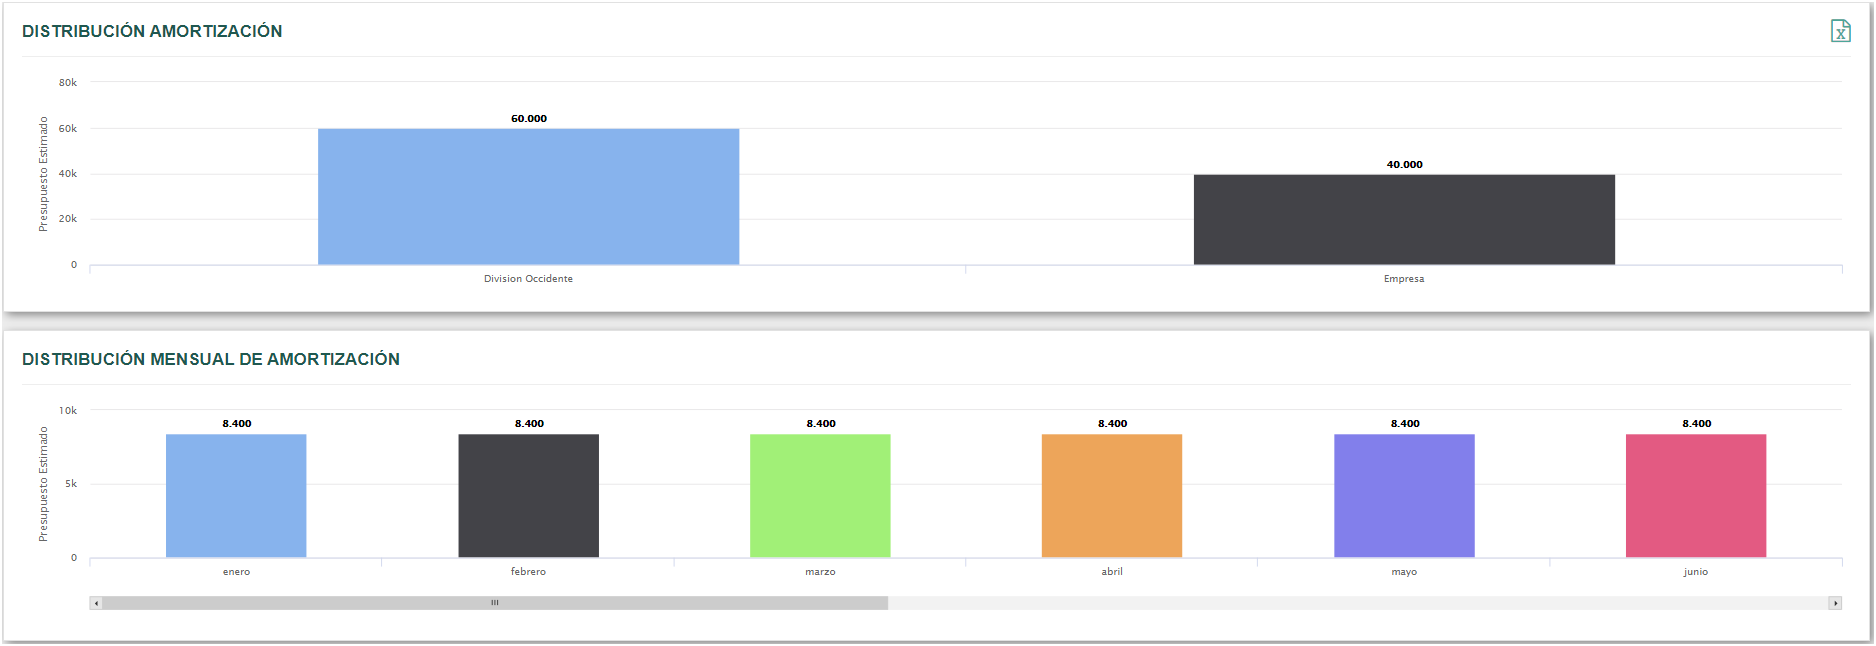 DISTRIBUCIÓN AMORTIZACIÓN
X
Presupuesto Estimado
80k
60k
40k
20k
0
60.000
40.000
Division Occidente
Empresa
DISTRIBUCIÓN MENSUAL DE AMORTIZACIÓN
Presupuesto Estimado
10k
5k
0
8.400
8.400
8.400
8.400
8.400
8.400
enero
febrero
marzo
abril
mayo
junio